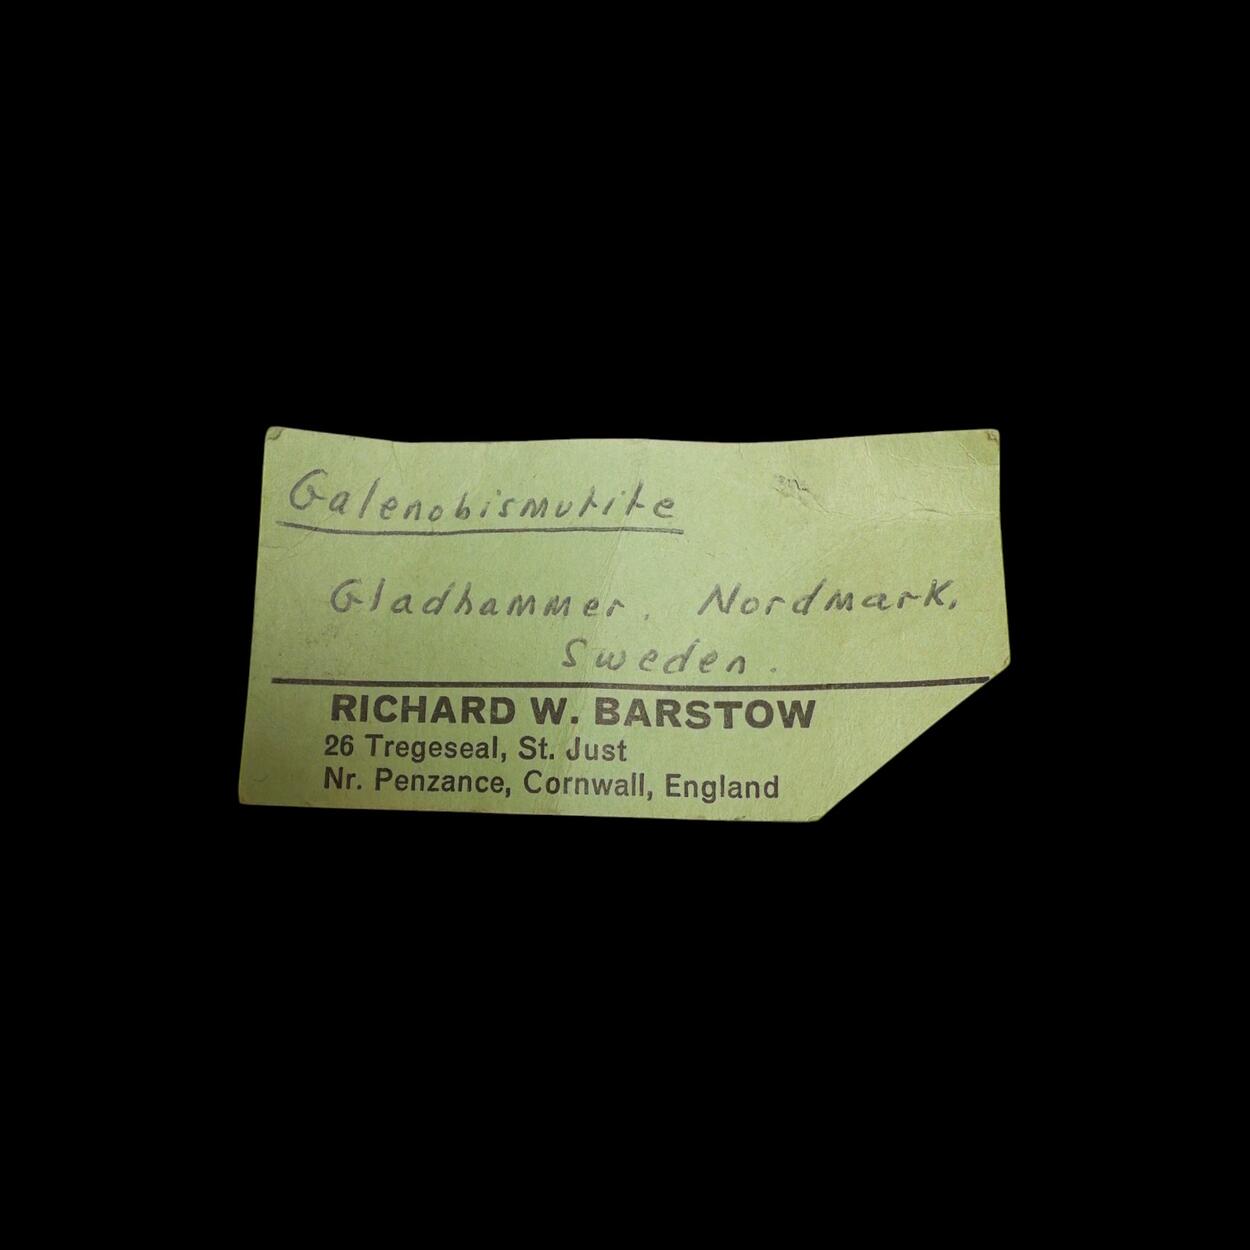 Galenobismutite
Gladhammer. Nordmark.
Sweden.
RICHARD W. BARSTOW
26 Tregeseal, St. Just
Nr. Penzance, Cornwall, England